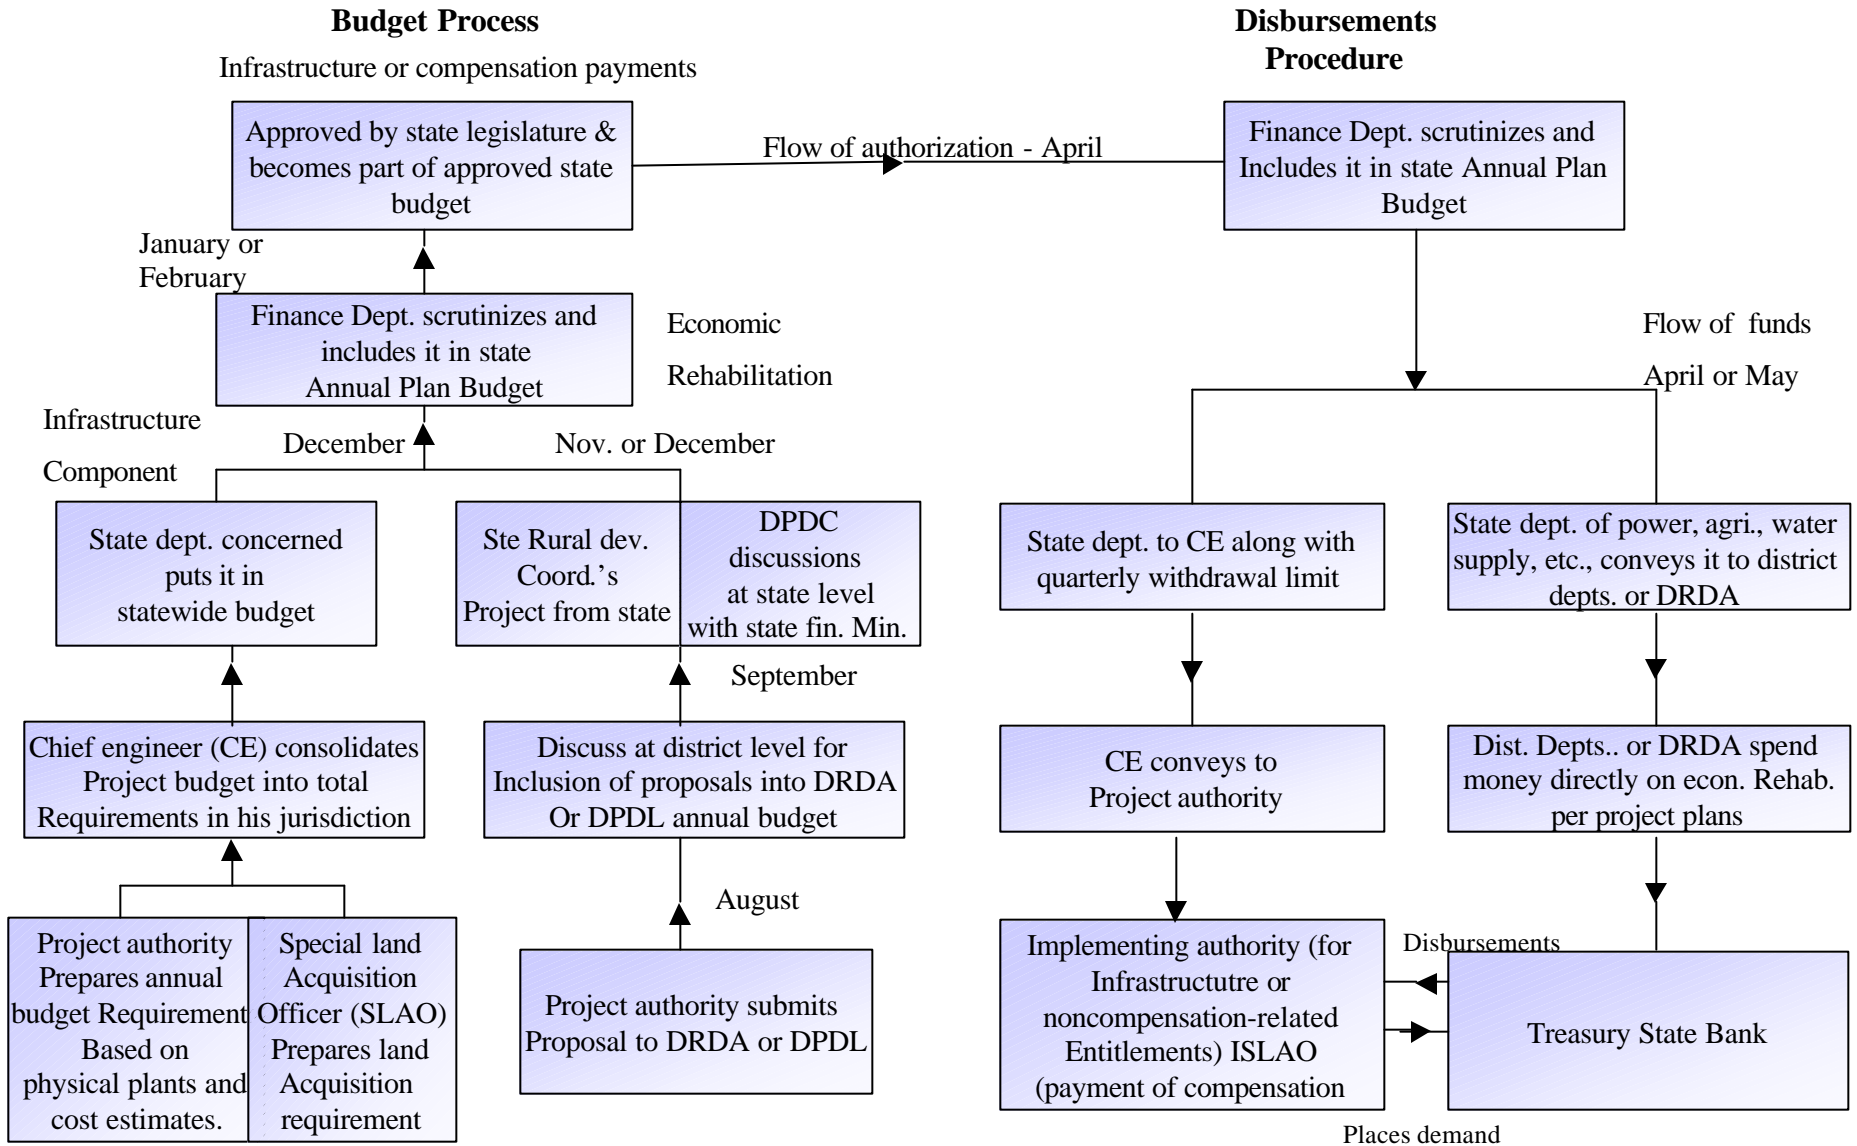 Budget Process
Infrastructure or compensation payments
Approved by state legislature &
becomes part of approved state
budget
January or
February
Finance Dept. scrutinizes and
includes it in state
Annual Plan Budget
Economic
Rehabilitation
Infrastructure
Component
December
Nov. or December
State dept. concerned
puts it in
statewide budget
Ste Rural dev.
Coord.’s
Project from state
DPDC
discussions
at state level
with state fin. Min.
September
Chief engineer (CE) consolidates
Project budget into total
Requirements in his jurisdiction
Discuss at district level for
Inclusion of proposals into DRDA
Or DPDL annual budget
August
Project authority
Prepares annual
budget Requirement
Based on
physical plants and
cost estimates.
Special land
Acquisition
Officer (SLAO)
Prepares land
Acquisition
requirement
Project authority submits
Proposal to DRDA or DPDL
Flow of authorization - April
Disbursements
Procedure
Finance Dept. scrutinizes and
Includes it in state Annual Plan
Budget
Flow of funds
April or May
State dept. to CE along with
quarterly withdrawal limit
State dept. of power, agri., water
supply, etc., conveys it to district
depts. or DRDA
CE conveys to
Project authority
Dist. Depts.. or DRDA spend
money directly on econ. Rehab.
per project plans
Implementing authority (for
Infrastructutre or
noncompensation-related
Entitlements) ISLAO
(payment of compensation
Disbursements
Treasury State Bank
Places demand